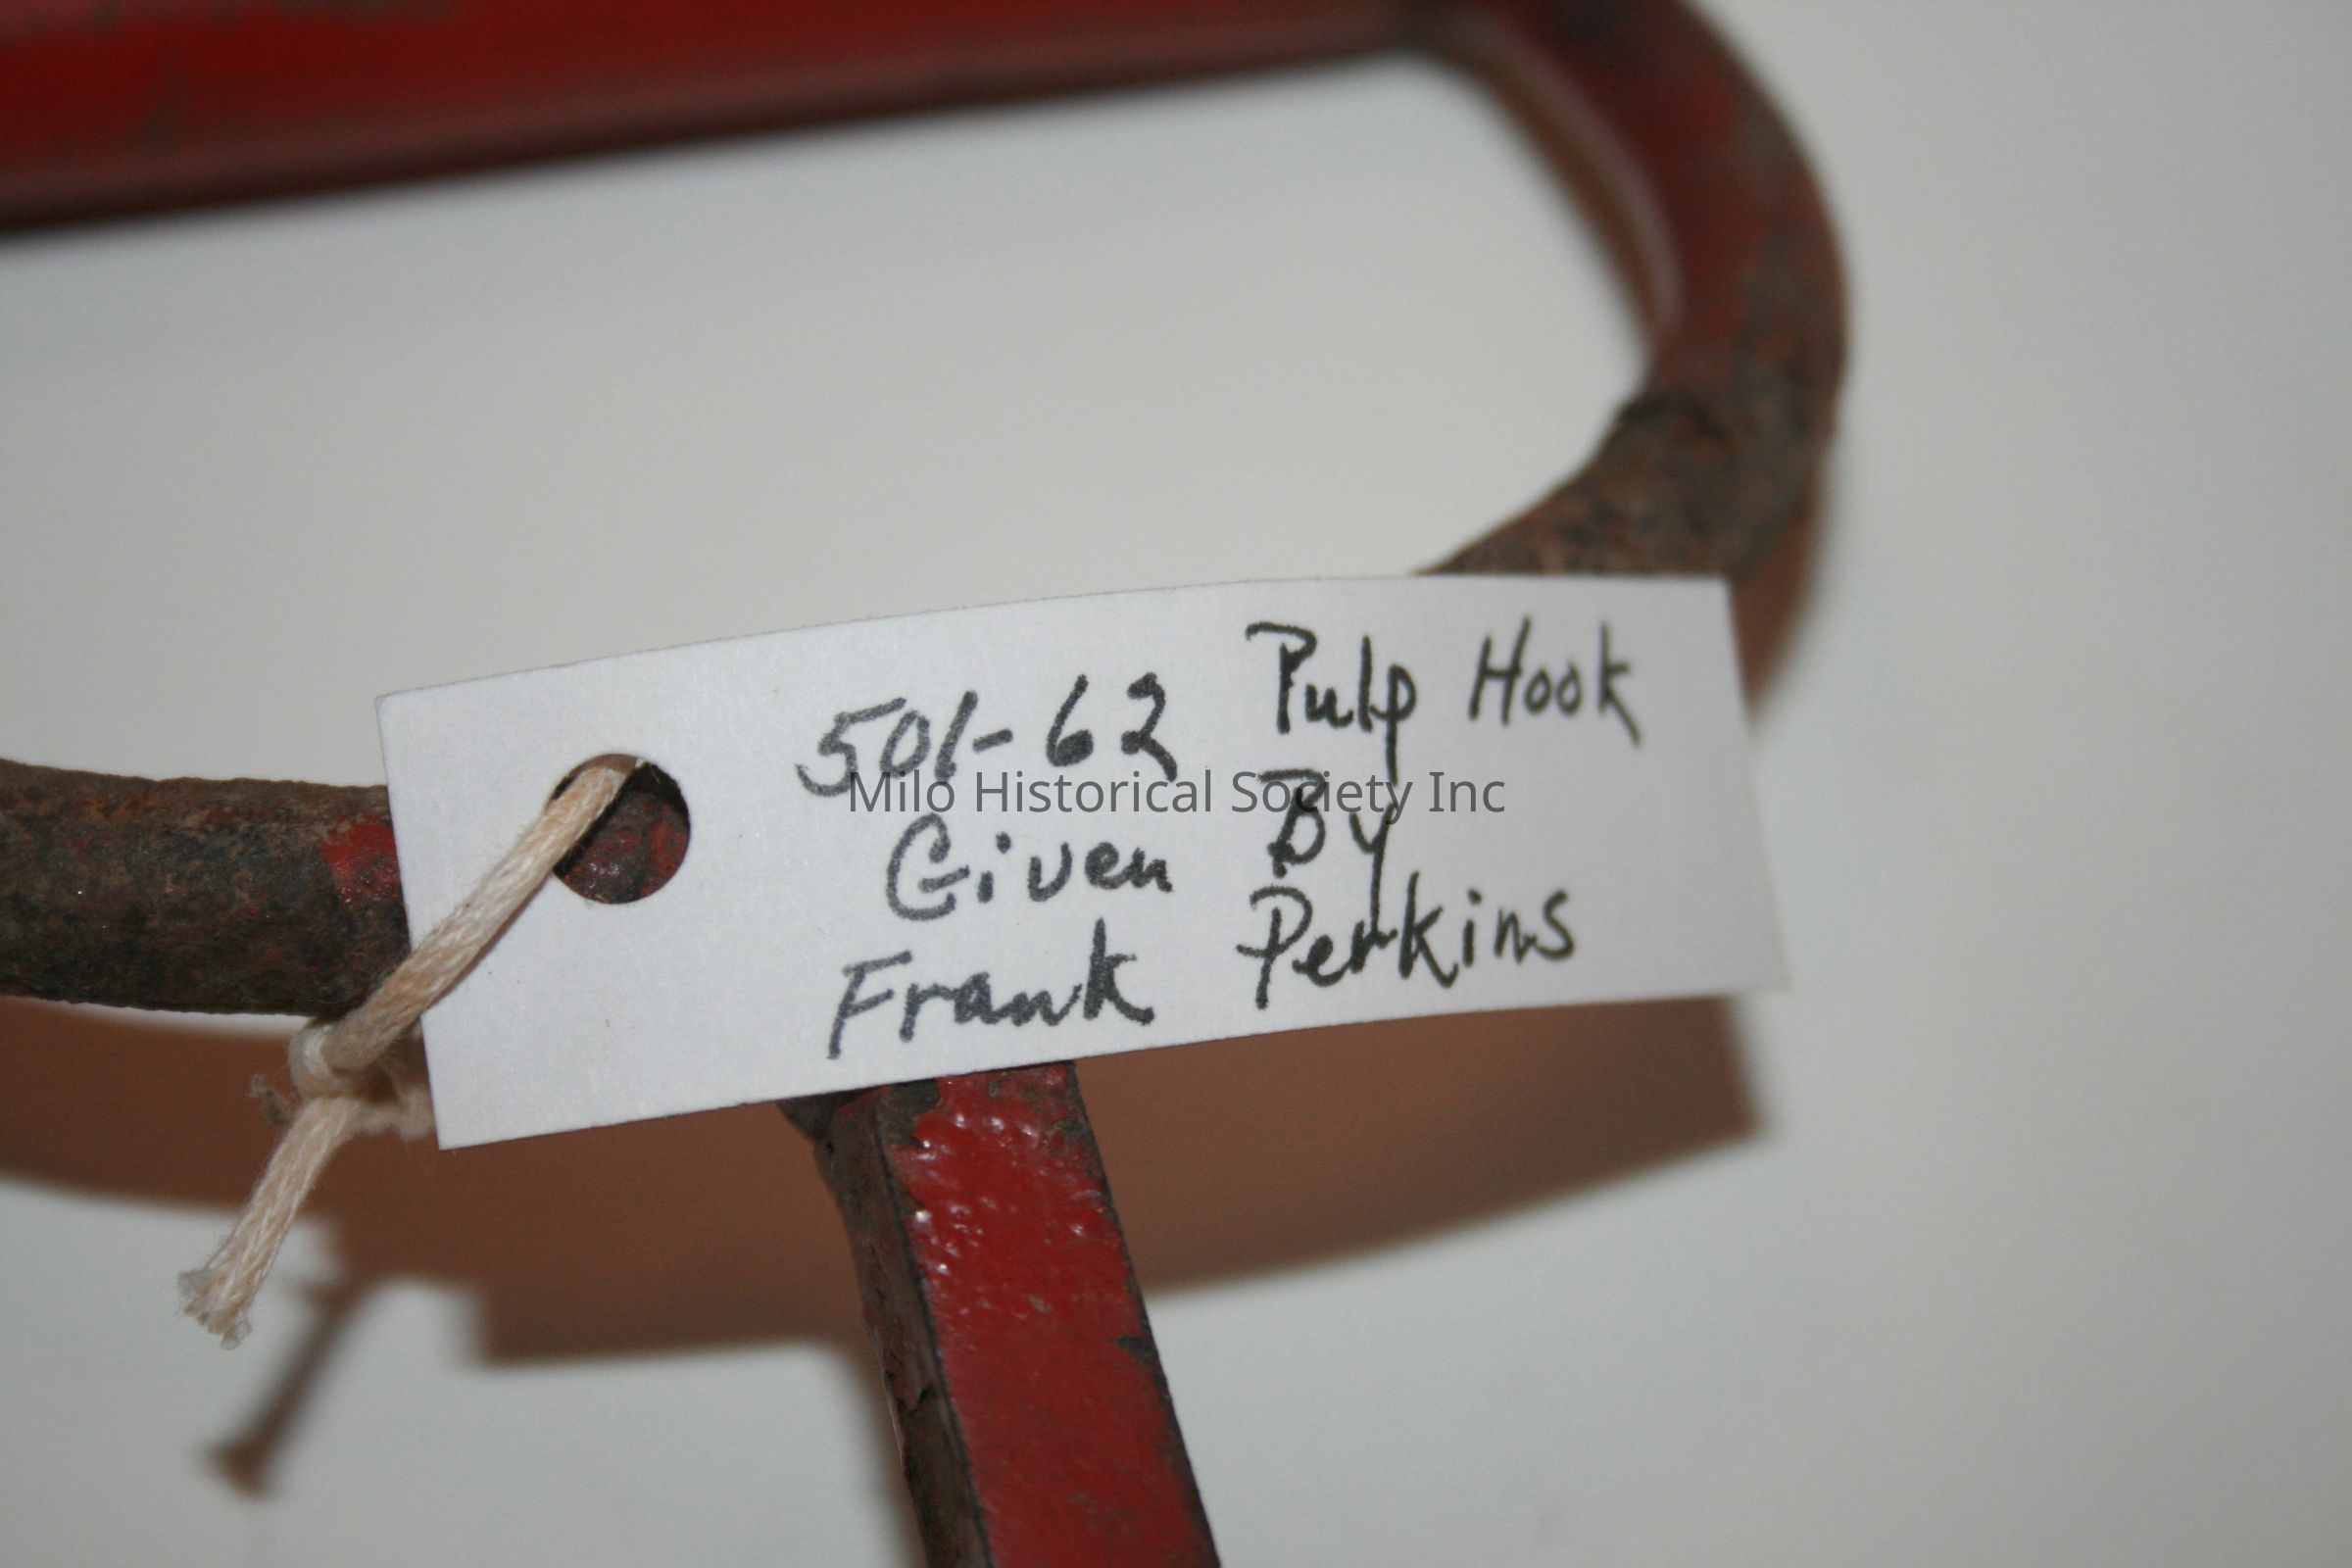 501-62 Pulp Hook
Milo Historical Society Inc
Given By
Frank Perkins